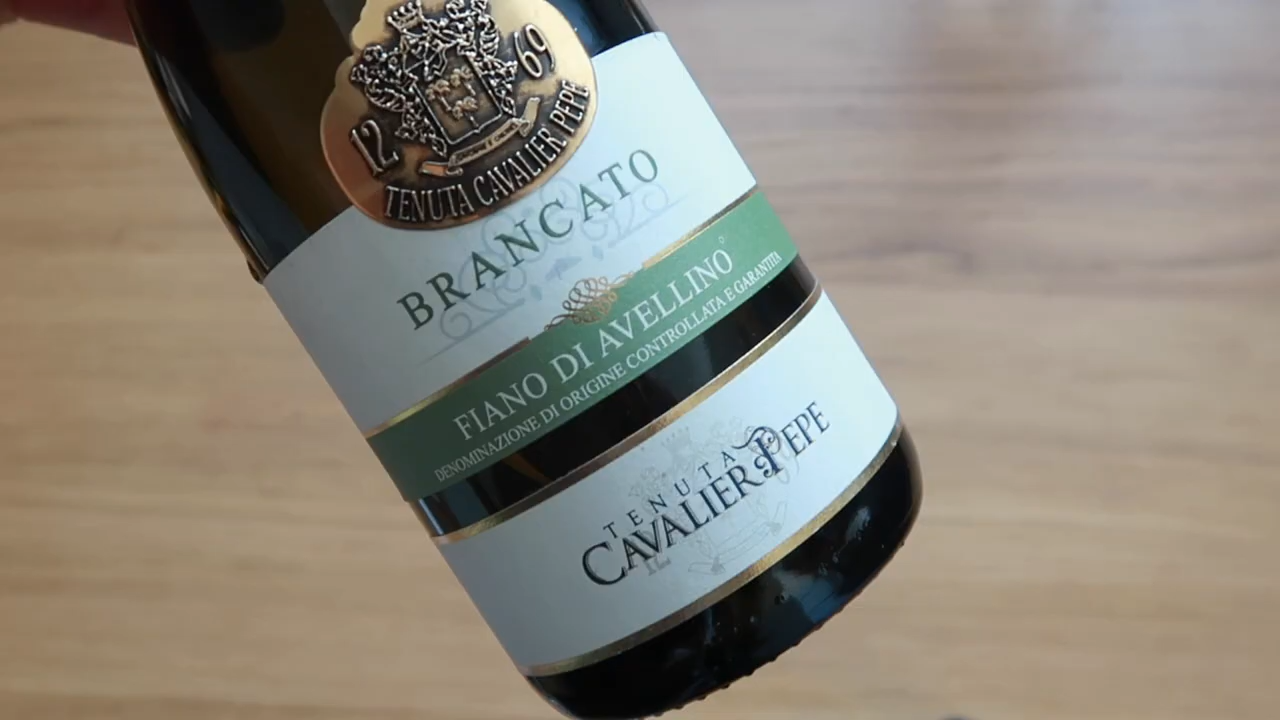 12 69
TENUTA CAVALIER PEPE
BRANCATO
FIANO DI AVELLINO
DENOMINAZIONE DI ORIGINE CONTROLLATA E GARANTITA
TENUTA
CAVALIER PEPE